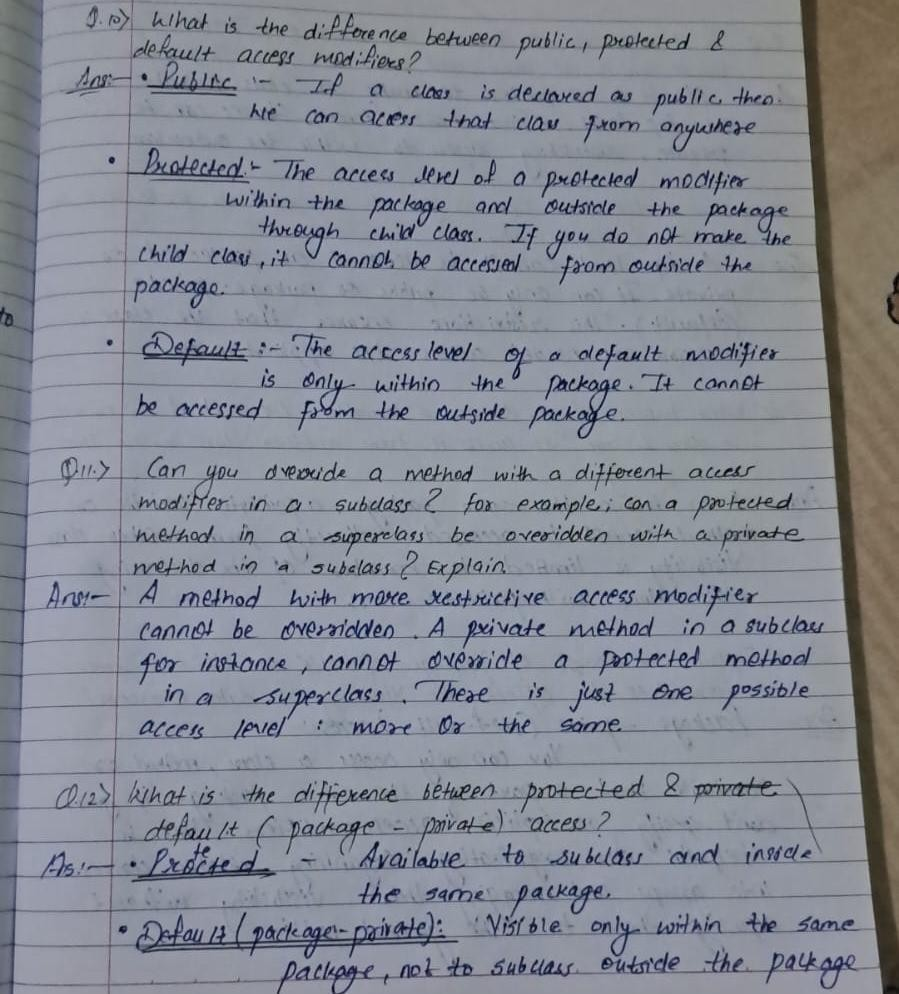 Q.10> What is the difference between public, protected &
default access modifiers?
Ans:- • Public :- If a class is declared as public, then
we can acess that class from anywhere
• Protected:- The access level of a protected modifier
within the package and outside the package
through child class. If you do not make the
child class, it cannot be accessed from outside the
package.
to
• Default :- The access level of a default modifier
is only within the package. It cannot
be accessed from the outside package.
Q11.> Can you override a method with a different access
modifier in a subclass? for example; can a protected
method in a superclass be overidden with a private
method in a subclass? Explain
Ans:- A method with more restrictive access modifier
cannot be overridden. A private method in a subclass
for instance, cannot override a protected method
in a superclass. There is just one possible
access level : more or the same
Q.12> What is the difference between protected & private
default (package - private) access?
As:- • Protected - Available to subclass and inside
the same package.
• Default (package-private): Visible only within the same
package, not to subclass outside the package